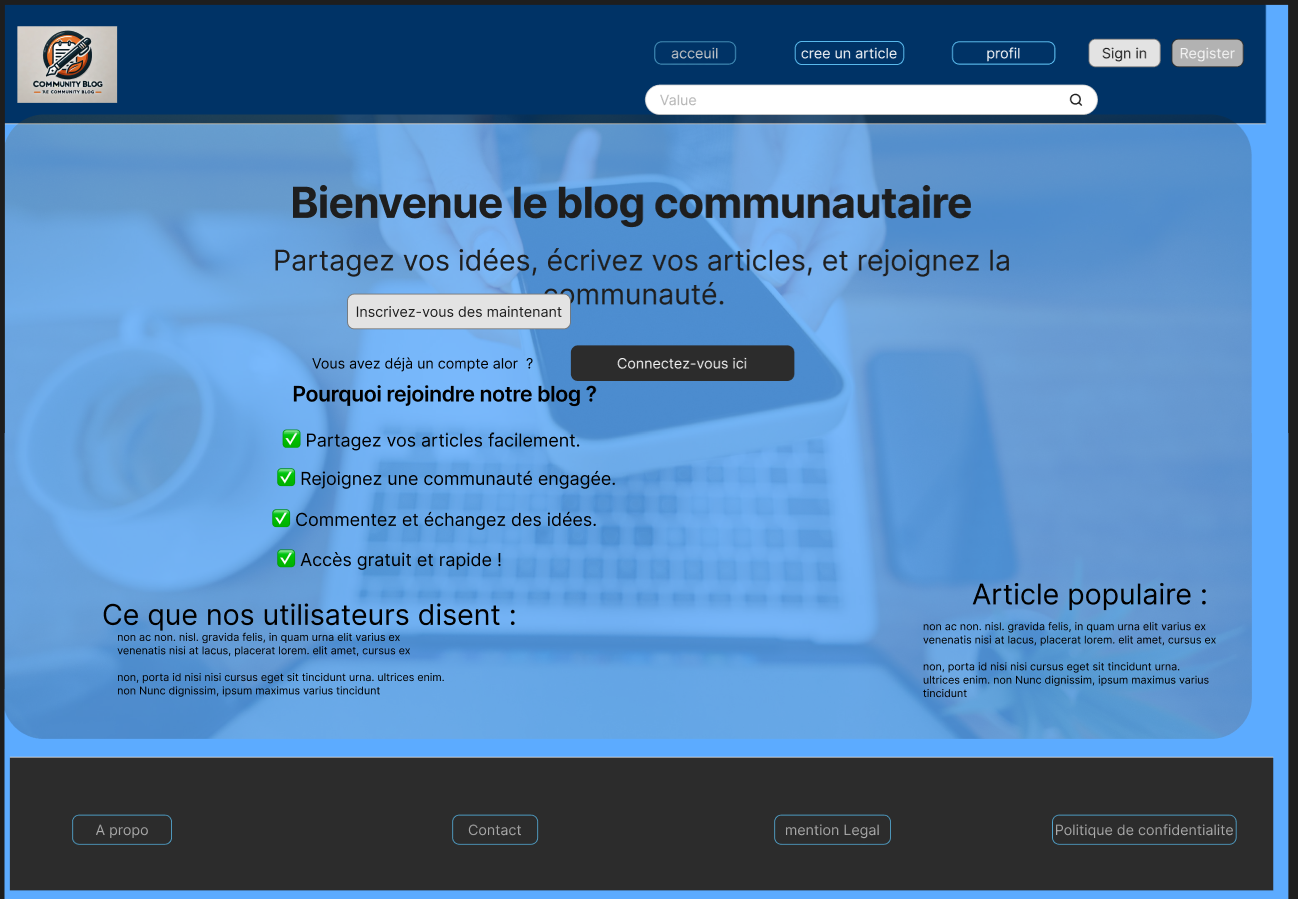 COMMUNITY BLOG
acceuil
cree un article
profil
Sign in
Register
Value
Bienvenue le blog communautaire
Partagez vos idées, écrivez vos articles, et rejoignez la
communauté.
Inscrivez-vous des maintenant
Vous avez déjà un compte alor ?
Connectez-vous ici
Pourquoi rejoindre notre blog ?
✅ Partagez vos articles facilement.
✅ Rejoignez une communauté engagée.
✅ Commentez et échangez des idées.
✅ Accès gratuit et rapide !
Ce que nos utilisateurs disent :
non ac non. nisl. gravida felis, in quam urna elit varius ex
venenatis nisi at lacus, placerat lorem. elit amet, cursus ex
non, porta id nisi nisi cursus eget sit tincidunt urna. ultrices enim.
non Nunc dignissim, ipsum maximus varius tincidunt
Article populaire :
non ac non. nisl. gravida felis, in quam urna elit varius ex
venenatis nisi at lacus, placerat lorem. elit amet, cursus ex
non, porta id nisi nisi cursus eget sit tincidunt urna.
ultrices enim. non Nunc dignissim, ipsum maximus varius
tincidunt
A propo
Contact
mention Legal
Politique de confidentialite